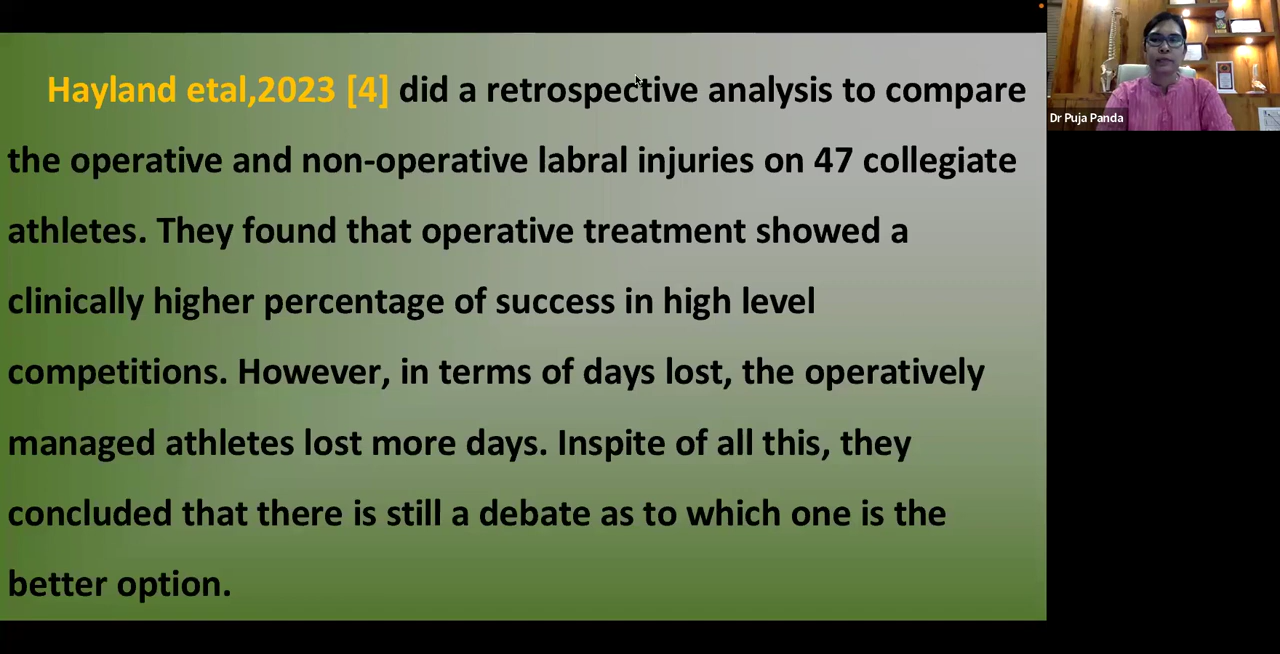 Hayland etal,2023 [4] did a retrospective analysis to compare
the operative and non-operative labral injuries on 47 collegiate
athletes. They found that operative treatment showed a
clinically higher percentage of success in high level
competitions. However, in terms of days lost, the operatively
managed athletes lost more days. Inspite of all this, they
concluded that there is still a debate as to which one is the
better option.
Dr Puja Panda